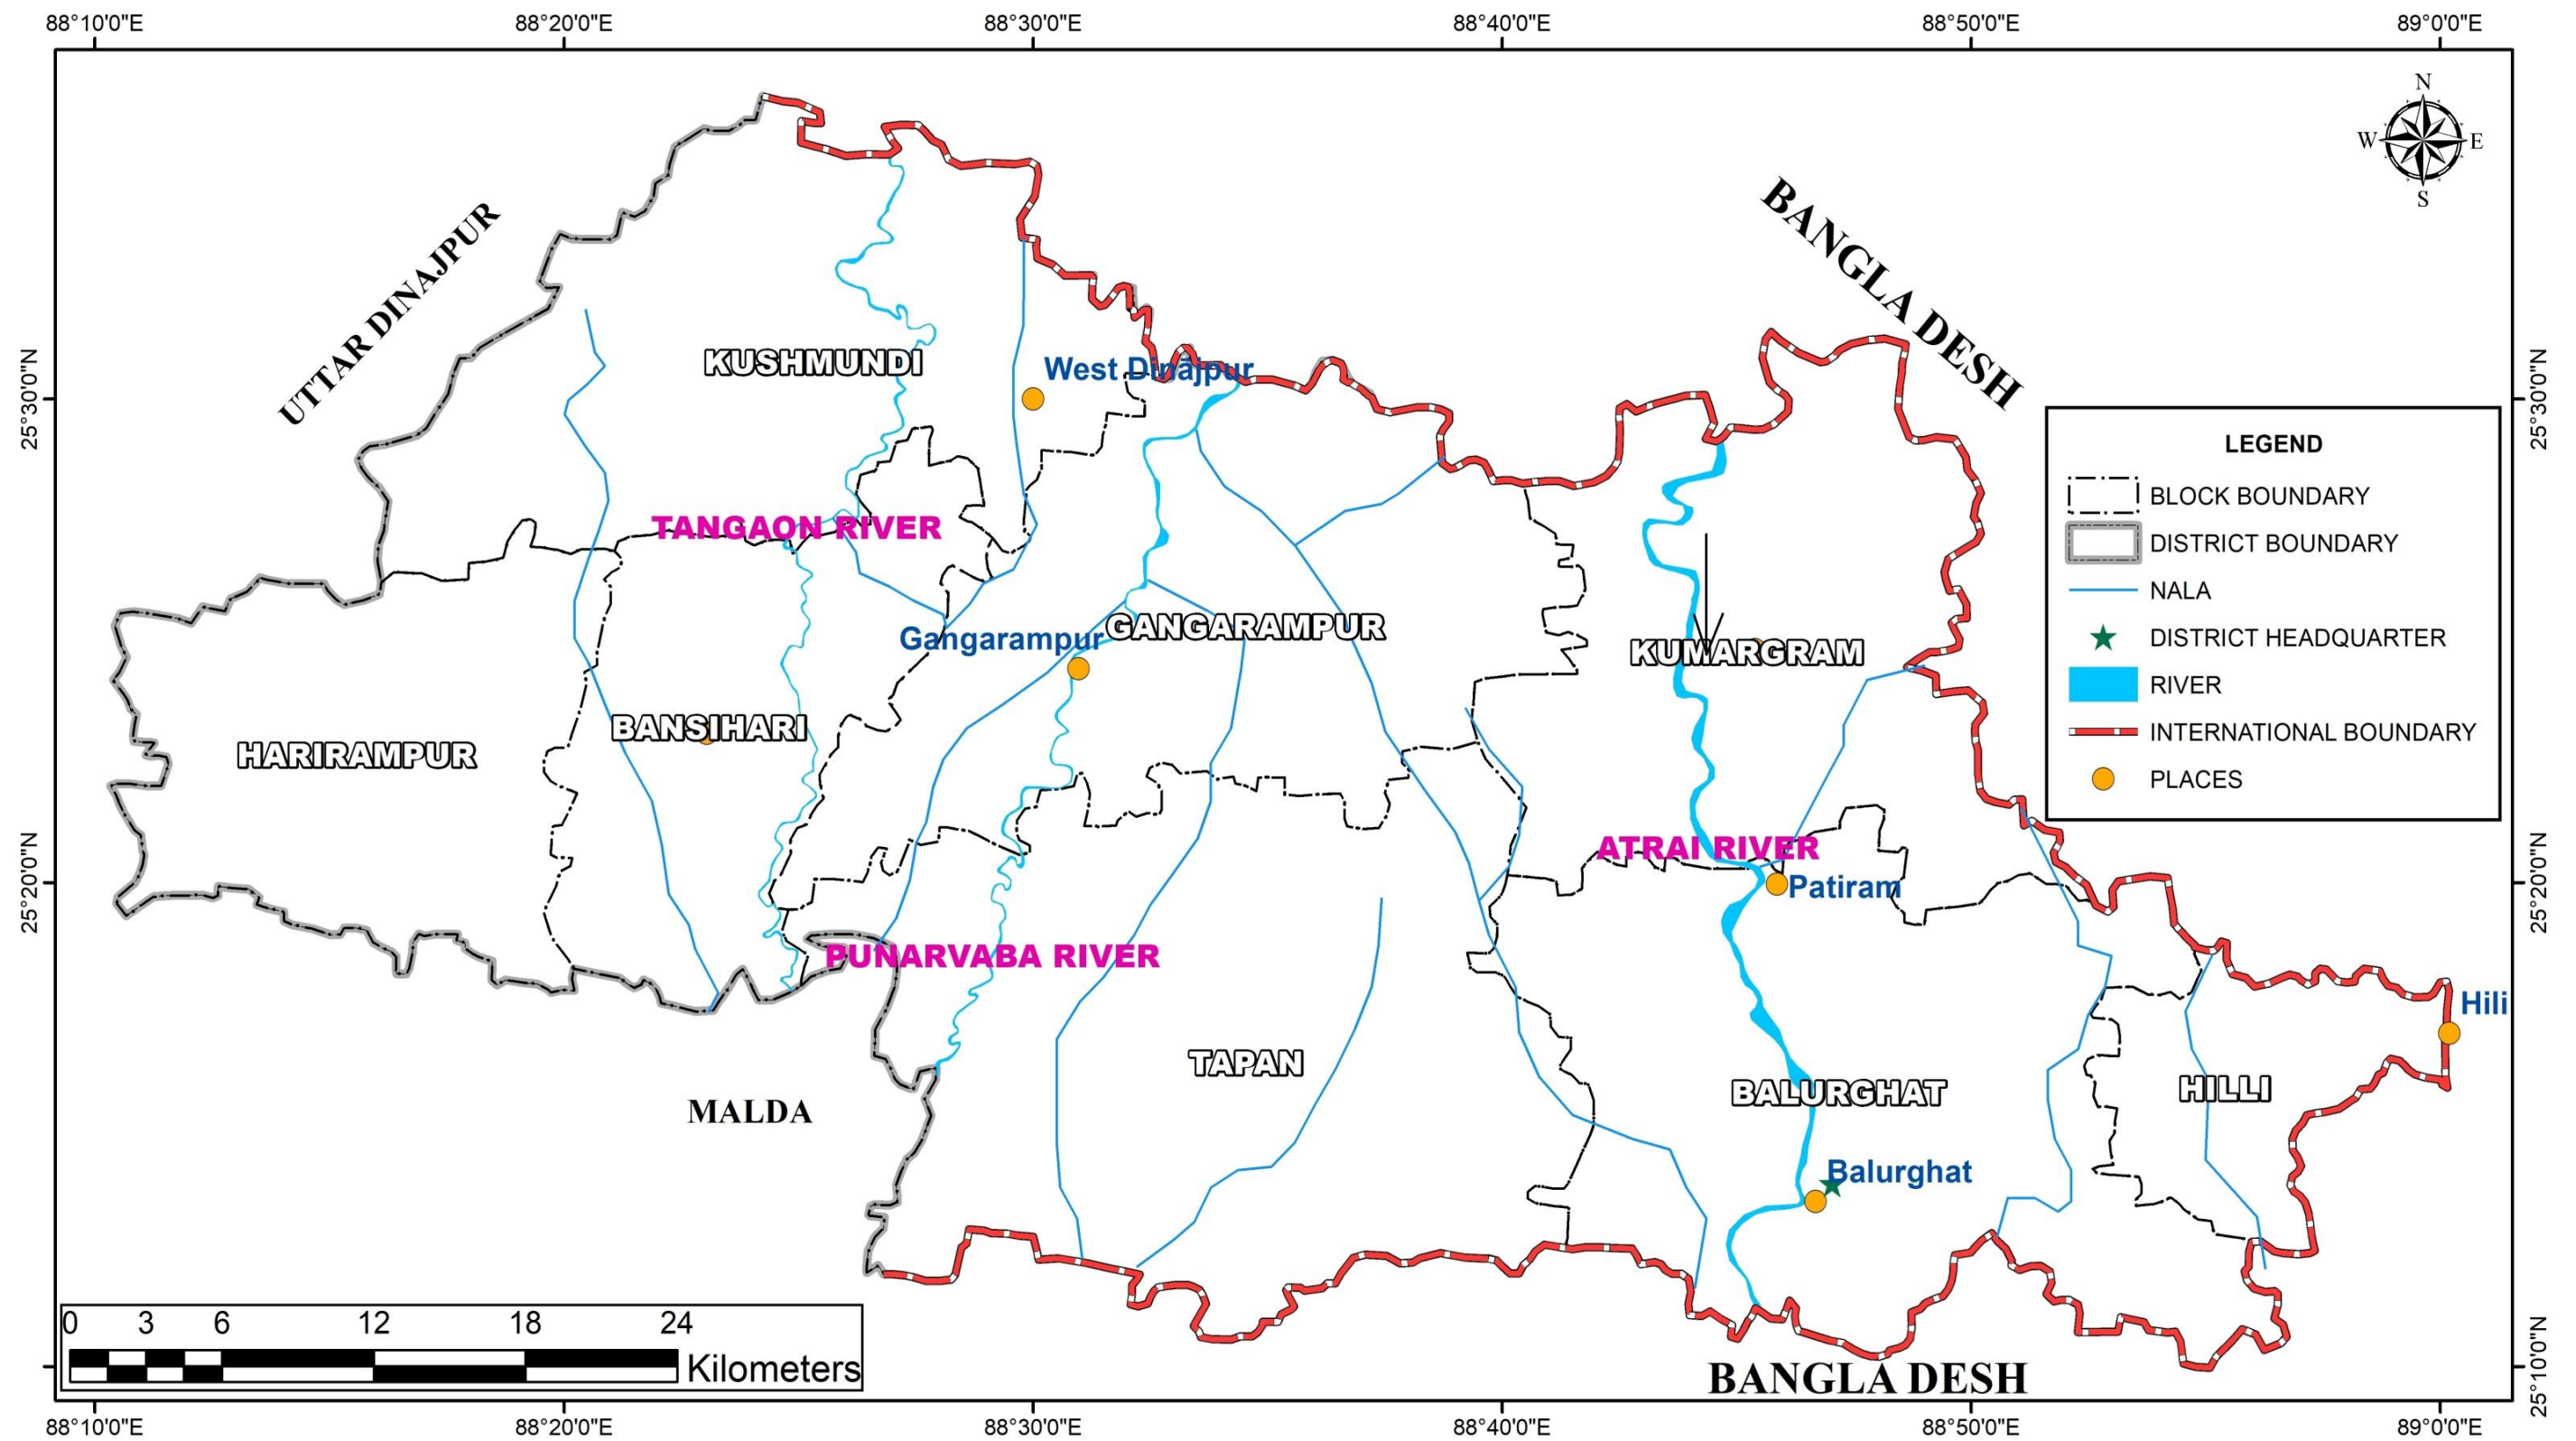 88°10'0"E 88°20'0"E 88°30'0"E 88°40'0"E 88°50'0"E 89°0'0"E
N
W E
S
BANGLA DESH
UTTAR DINAJPUR
KUSHMUNDI
West Dinajpur
25°30'0"N
25°30'0"N
LEGEND
BLOCK BOUNDARY
DISTRICT BOUNDARY
NALA
DISTRICT HEADQUARTER
RIVER
INTERNATIONAL BOUNDARY
PLACES
TANGAON RIVER
Gangarampur
GANGARAMPUR
KUMARGRAM
BANSIHARI
HARIRAMPUR
ATRAI RIVER
Patiram
25°20'0"N
25°20'0"N
PUNARVABA RIVER
Hili
TAPAN
BALURGHAT
HILLI
MALDA
Balurghat
0 3 6 12 18 24
Kilometers
BANGLA DESH
25°10'0"N
88°10'0"E 88°20'0"E 88°30'0"E 88°40'0"E 88°50'0"E 89°0'0"E